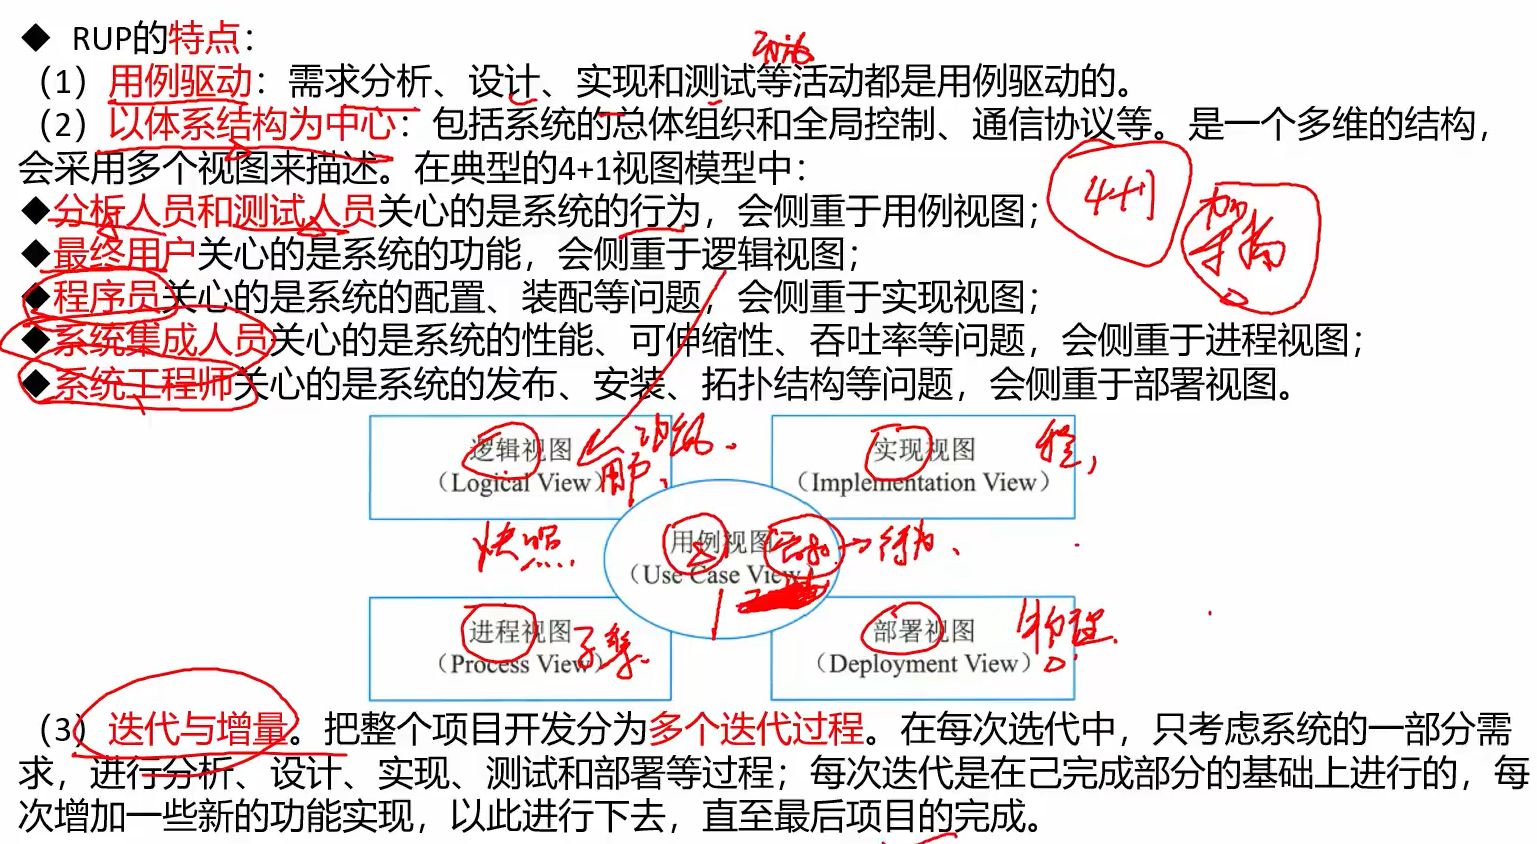 ◆ RUP的特点：
（1）用例驱动：需求分析、设计、实现和测试等活动都是用例驱动的。
（2）以体系结构为中心：包括系统的总体组织和全局控制、通信协议等。是一个多维的结构，
会采用多个视图来描述。在典型的4+1视图模型中：
4+1
◆分析人员和测试人员关心的是系统的行为，会侧重于用例视图；
◆最终用户关心的是系统的功能，会侧重于逻辑视图；
◆程序员关心的是系统的配置、装配等问题，会侧重于实现视图；
◆系统集成人员关心的是系统的性能、可伸缩性、吞吐率等问题，会侧重于进程视图；
◆系统工程师关心的是系统的发布、安装、拓扑结构等问题，会侧重于部署视图。
逻辑视图
（Logical View）
用户
实现视图
（Implementation View）
用例视图
（Use Case View）
行为、
进程视图
（Process View）
部署视图
（Deployment View）
物理
（3）迭代与增量。把整个项目开发分为多个迭代过程。在每次迭代中，只考虑系统的一部分需
求，进行分析、设计、实现、测试和部署等过程；每次迭代是在己完成部分的基础上进行的，每
次增加一些新的功能实现，以此进行下去，直至最后项目的完成。